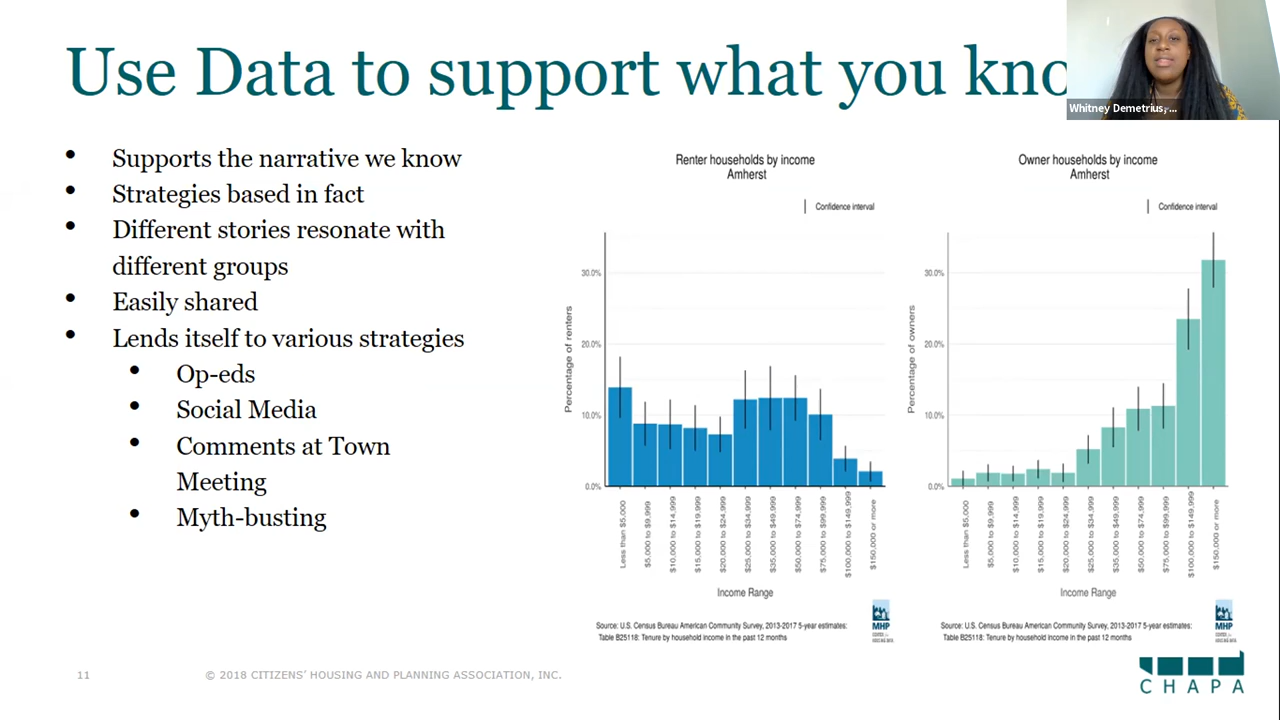 Use Data to support what you kno
Whitney Demetrius,...
• Supports the narrative we know
• Strategies based in fact
• Different stories resonate with
different groups
• Easily shared
• Lends itself to various strategies
• Op-eds
• Social Media
• Comments at Town
Meeting
• Myth-busting
Renter households by income
Amherst
Confidence interval
Percentage of renters
30.0%
20.0%
10.0%
0.0%
Less than $5,000
$5,000 to $9,999
$10,000 to $14,999
$15,000 to $19,999
$20,000 to $24,999
$25,000 to $34,999
$35,000 to $49,999
$50,000 to $74,999
$75,000 to $99,999
$100,000 to $149,999
$150,000 or more
Income Range
Source: U.S. Census Bureau American Community Survey, 2013-2017 5-year estimates:
Table B25118: Tenure by household income in the past 12 months
MHP
Owner households by income
Amherst
Confidence interval
Percentage of owners
30.0%
20.0%
10.0%
0.0%
Less than $5,000
$5,000 to $9,999
$10,000 to $14,999
$15,000 to $19,999
$20,000 to $24,999
$25,000 to $34,999
$35,000 to $49,999
$50,000 to $74,999
$75,000 to $99,999
$100,000 to $149,999
$150,000 or more
Income Range
Source: U.S. Census Bureau American Community Survey, 2013-2017 5-year estimates:
Table B25118: Tenure by household income in the past 12 months
MHP
11
© 2018 CITIZENS' HOUSING AND PLANNING ASSOCIATION, INC.
CHAPA